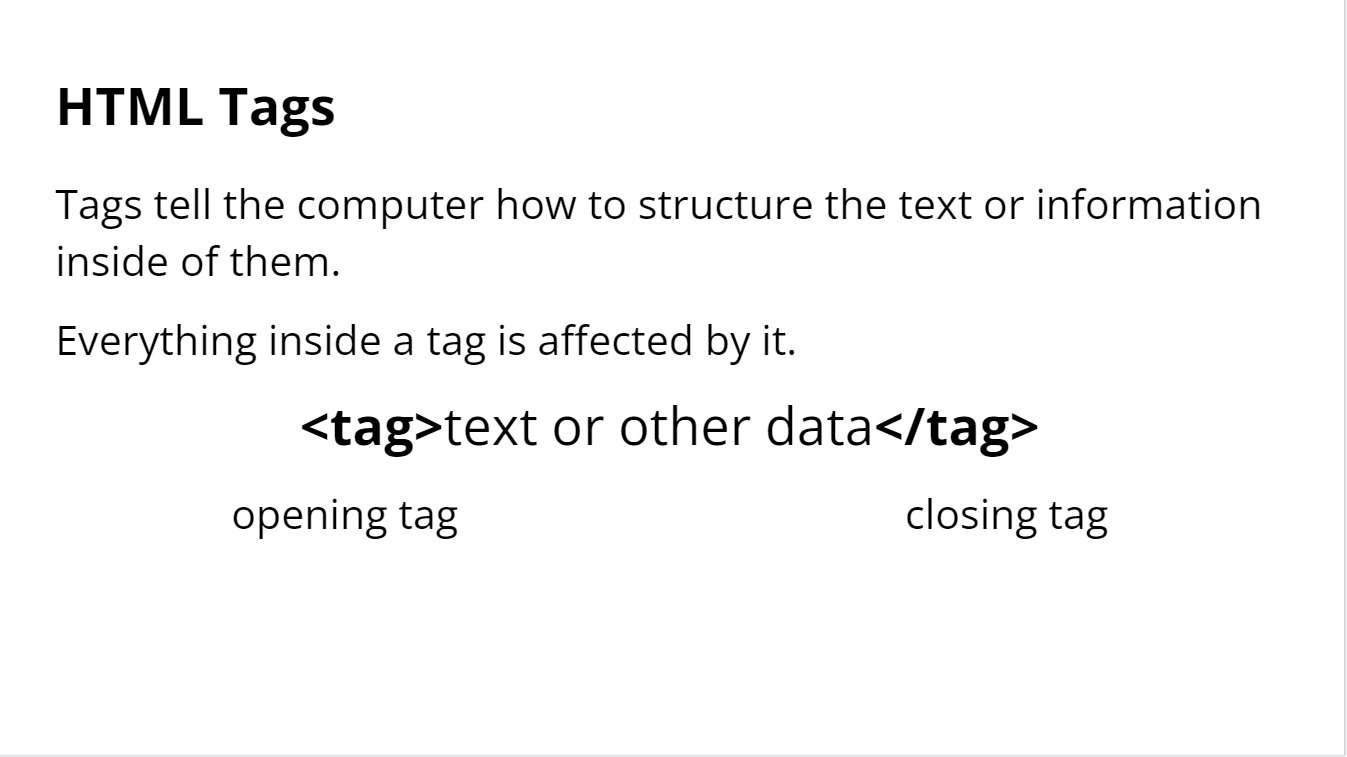 HTML Tags
Tags tell the computer how to structure the text or information
inside of them.
Everything inside a tag is affected by it.
<tag>text or other data</tag>
opening tag
closing tag